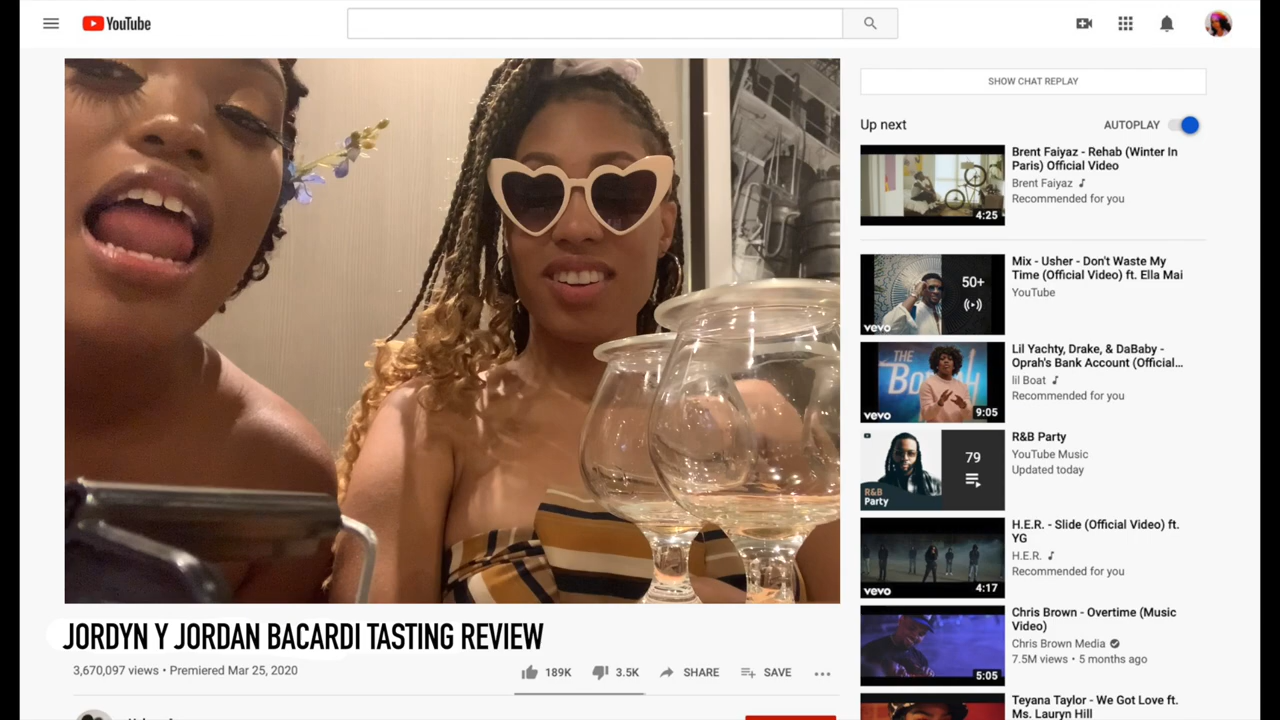 YouTube
SHOW CHAT REPLAY
Up next
AUTOPLAY
Brent Faiyaz - Rehab (Winter In
Paris) Official Video
Brent Faiyaz
Recommended for you
4:25
Mix - Usher - Don't Waste My
Time (Official Video) ft. Ella Mai
YouTube
50+
vevo
Lil Yachty, Drake, & DaBaby -
Oprah's Bank Account (Official...
lil Boat
Recommended for you
THE
vevo
9:05
R&B Party
YouTube Music
Updated today
79
R&B
Party
H.E.R. - Slide (Official Video) ft.
YG
H.E.R.
Recommended for you
vevo
4:17
Chris Brown - Overtime (Music
Video)
Chris Brown Media
7.5M views • 5 months ago
5:05
Teyana Taylor - We Got Love ft.
Ms. Lauryn Hill
JORDYN Y JORDAN BACARDI TASTING REVIEW
3,670,097 views • Premiered Mar 25, 2020
189K
3.5K
SHARE
SAVE